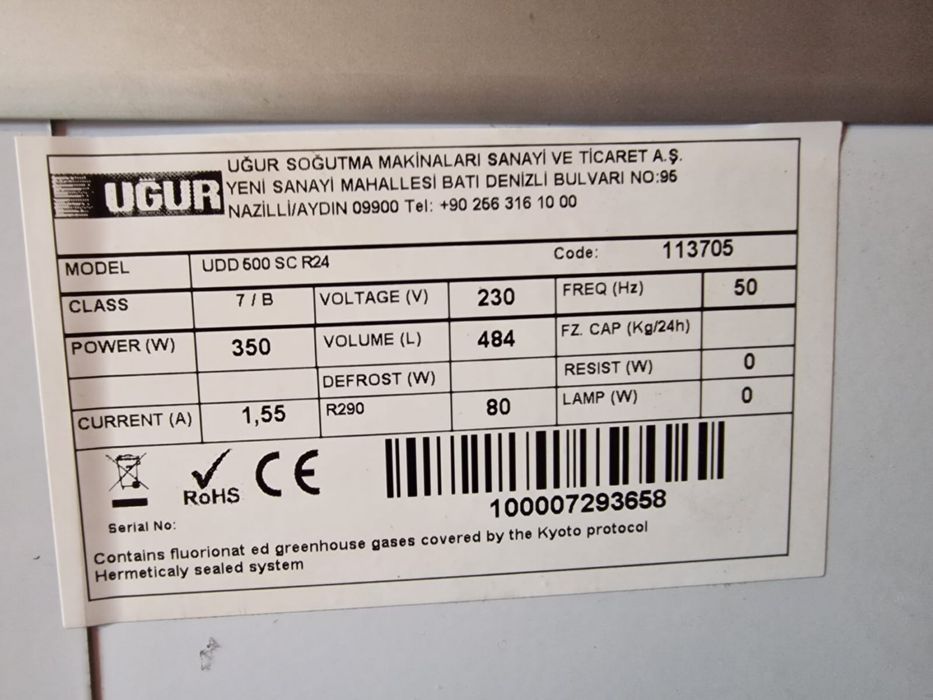 UĞUR
UĞUR SOĞUTMA MAKİNALARI SANAYİ VE TİCARET A.Ş.
YENİ SANAYİ MAHALLESİ BATI DENİZLİ BULVARI NO:95
NAZİLLİ/AYDIN 09900 Tel: +90 256 316 10 00
MODEL UDD 500 SC R24 Code: 113705
CLASS 7 / B VOLTAGE (V) 230 FREQ (Hz) 50
POWER (W) 350 VOLUME (L) 484 FZ. CAP (Kg/24h)
DEFROST (W) RESIST (W) 0
CURRENT (A) 1,55 R290 80 LAMP (W) 0
RoHS CE
100007293658
Serial No:
Contains fluorionat ed greenhouse gases covered by the Kyoto protocol
Hermeticaly sealed system